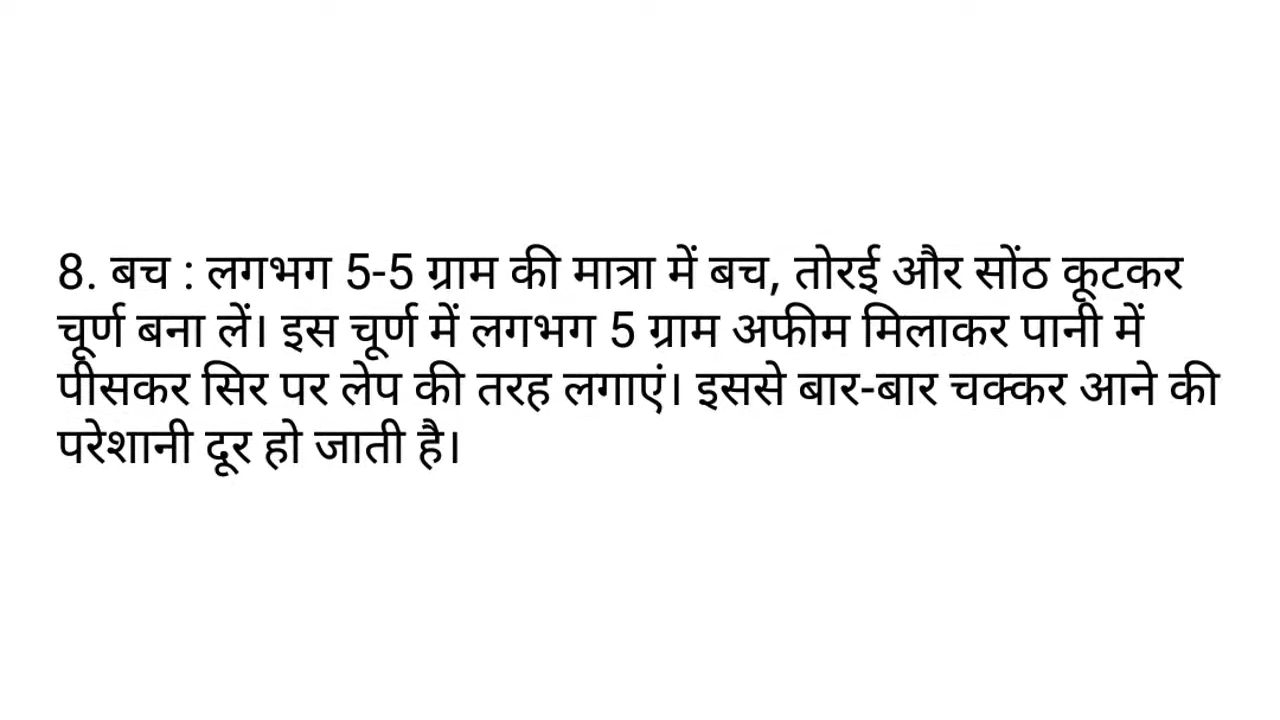 8. बच : लगभग 5-5 ग्राम की मात्रा में बच, तोरई और सोंठ कूटकर
चूर्ण बना लें। इस चूर्ण में लगभग 5 ग्राम अफीम मिलाकर पानी में
पीसकर सिर पर लेप की तरह लगाएं। इससे बार-बार चक्कर आने की
परेशानी दूर हो जाती है।